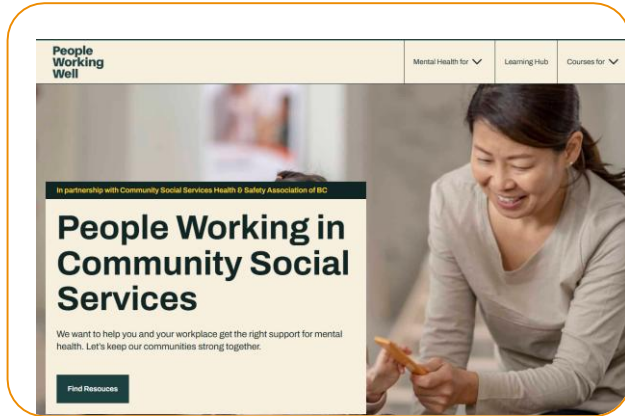 People
Working
Well
Mental Health for
Learning Hub
Courses for
In partnership with Community Social Services Health & Safety Association of BC
People Working in
Community Social
Services
We want to help you and your workplace get the right support for mental
health. Let's keep our communities strong together.
Find Resouces